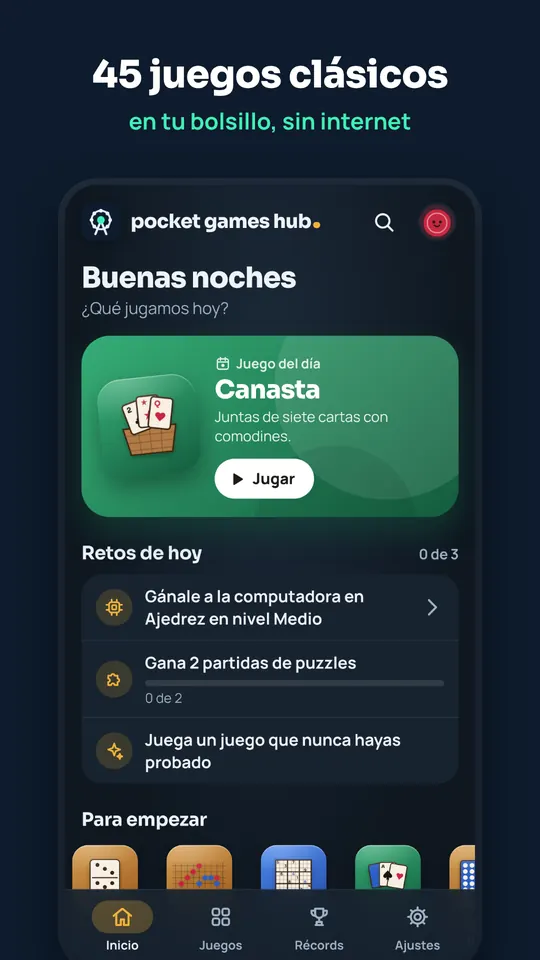 45 juegos clásicos
en tu bolsillo, sin internet
pocket games hub.
Buenas noches
¿Qué jugamos hoy?
Juego del día
Canasta
Juntas de siete cartas con
comodines.
Jugar
Retos de hoy
0 de 3
Gánale a la computadora en
Ajedrez en nivel Medio
Gana 2 partidas de puzzles
0 de 2
Juega un juego que nunca hayas
probado
Para empezar
Inicio
Juegos
Récords
Ajustes